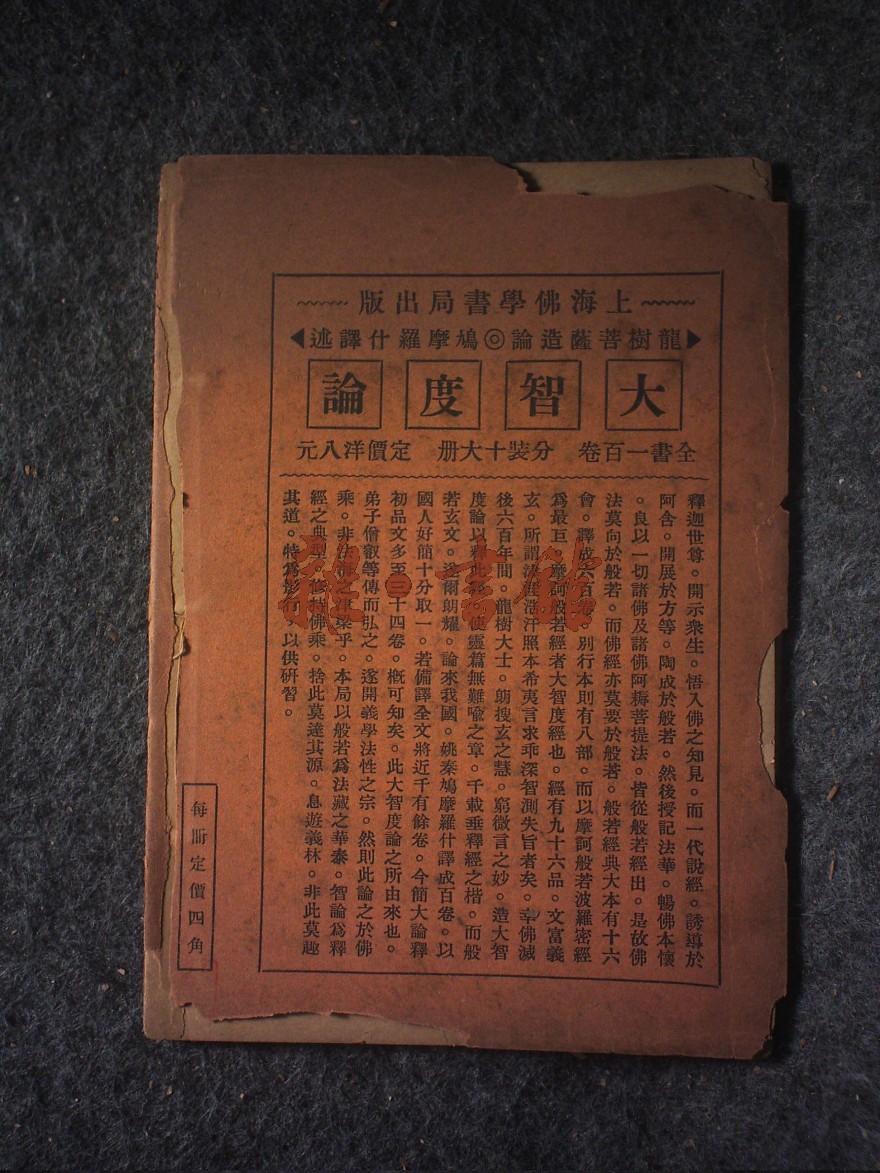 上海佛學書局出版
龍樹菩薩造論◎鳩摩羅什譯述
大智度論
全書一百卷 分裝十大册 定價洋八元
釋迦世尊。開示衆生。悟入佛之知見。而一代說經。誘導於
阿含。開展於方等。陶成於般若。然後授記法華。暢佛本懷
。良以一切諸佛及諸佛阿耨菩提法。皆從般若經出。是故佛
法莫向於般若。而佛經亦莫要於般若。般若經典大本有十六
會。譯成六百卷。別行本則有八部。而以摩訶般若波羅密經
爲最巨。摩訶般若經者大智度經也。經有九十六品。文富義
玄。所謂浩汗照本希夷言求乖深智測失旨者矣。幸佛滅
後六百年間。龍樹大士。朗搜玄之慧。窮微言之妙。造大智
度論以釋此經。使靈篇無難喩之章。千載垂釋經之楷。而般
若玄文。遂爾朗耀。論來我國。姚秦鳩摩羅什譯成百卷。以
國人好簡十分取一。若備譯全文將近千有餘卷。今簡大論釋
初品文多至三十四卷。概可知矣。此大智度論之所由來也。
弟子僧叡等傳而弘之。遂開義學法性之宗。然則此論之於佛
乘。非法海之津梁乎。本局以般若爲法藏之華泰。智論爲釋
經之典型。修持佛乘。捨此莫達其源。息遊義林。非此莫趣
其道。特爲影以供研習。
每册定價四角